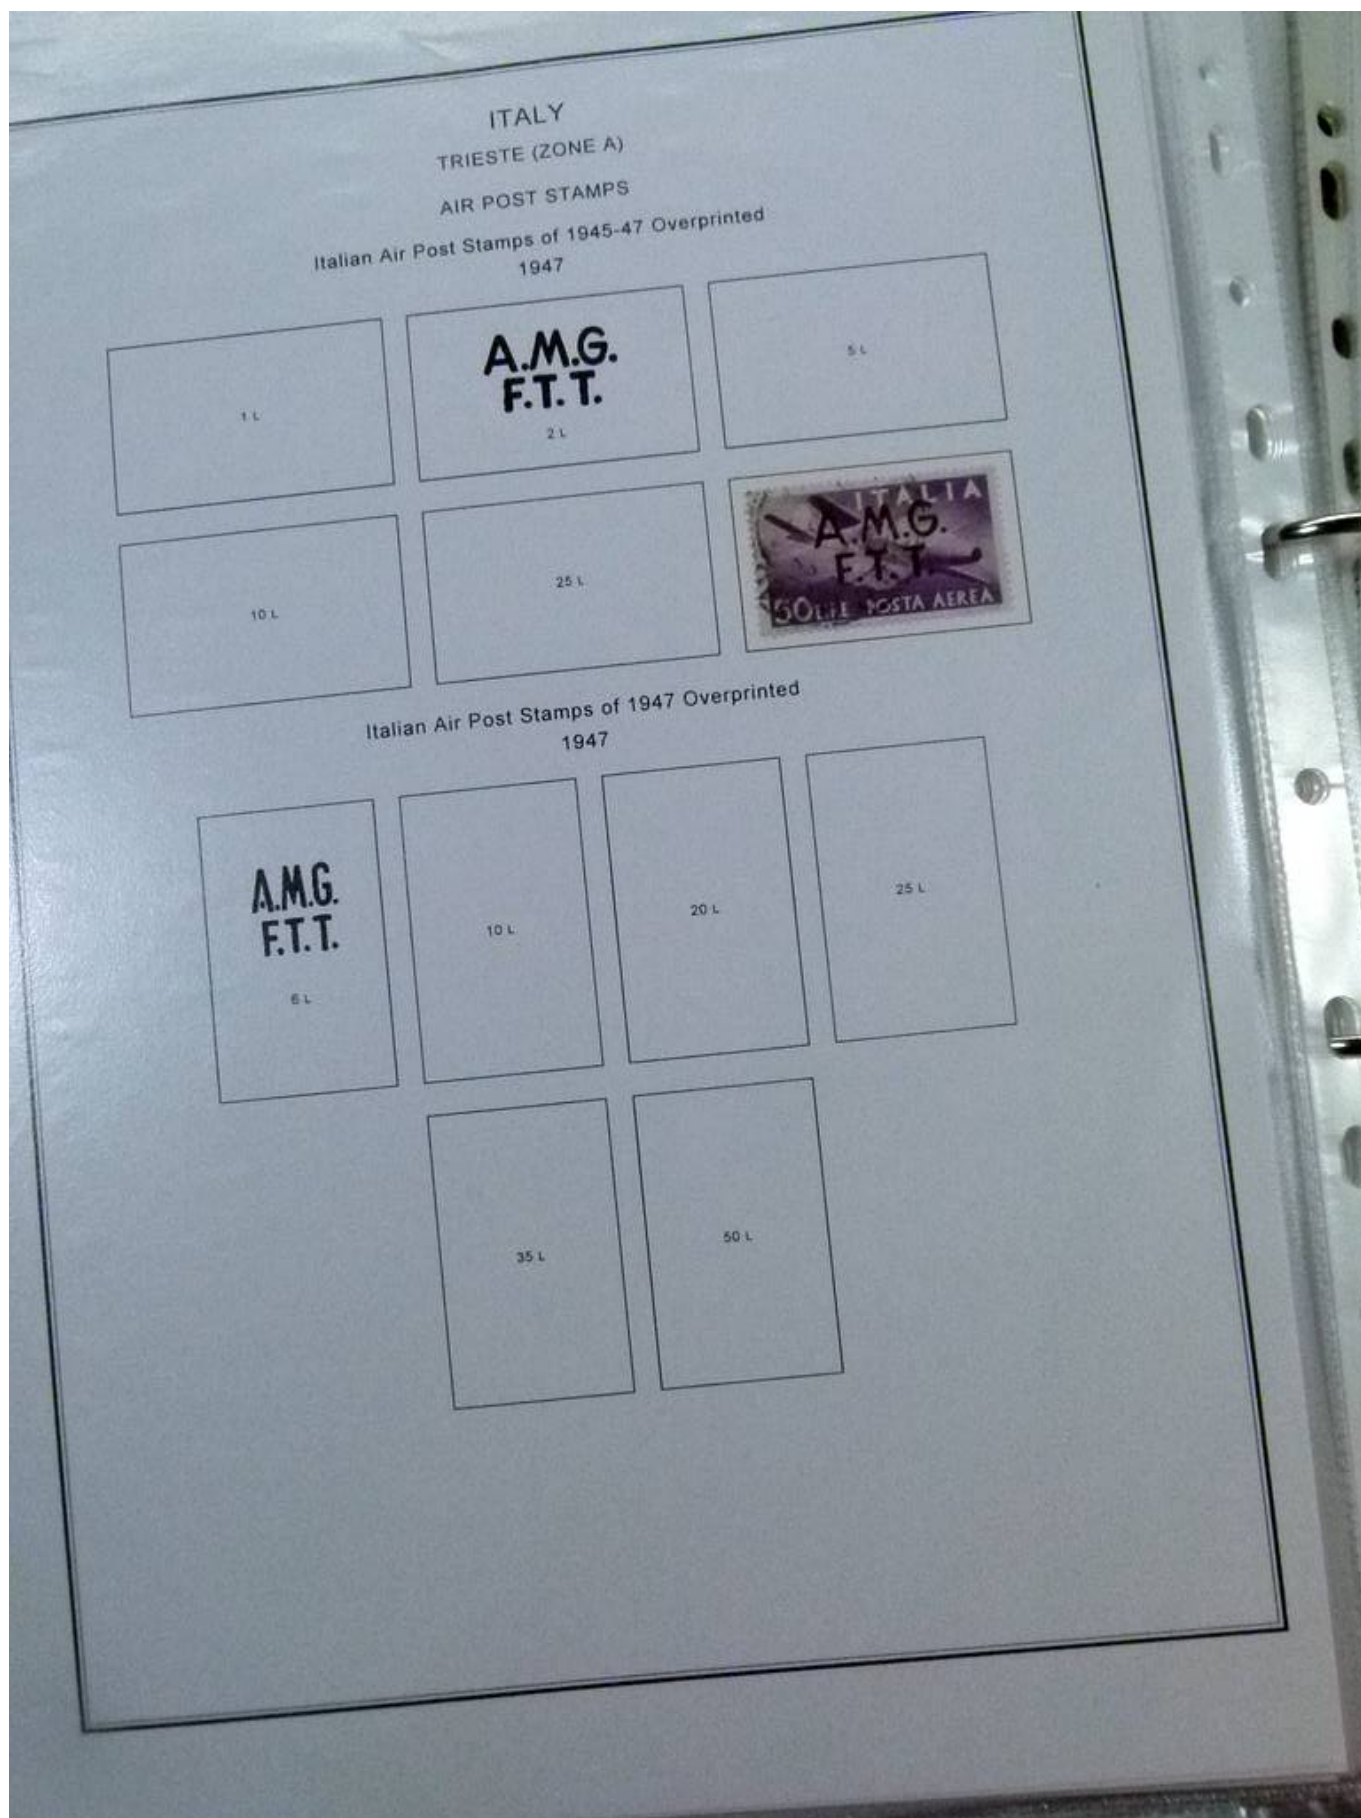 ITALY
TRIESTE (ZONE A)
AIR POST STAMPS
Italian Air Post Stamps of 1945-47 Overprinted
1947
1 L
A.M.G.
F.T.T.
2 L
5 L
10 L
25 L
ITALIA
A.M.G.
F.T.T.
50 LIRE POSTA AEREA
Italian Air Post Stamps of 1947 Overprinted
1947
A.M.G.
F.T.T.
6 L
10 L
20 L
25 L
35 L
50 L